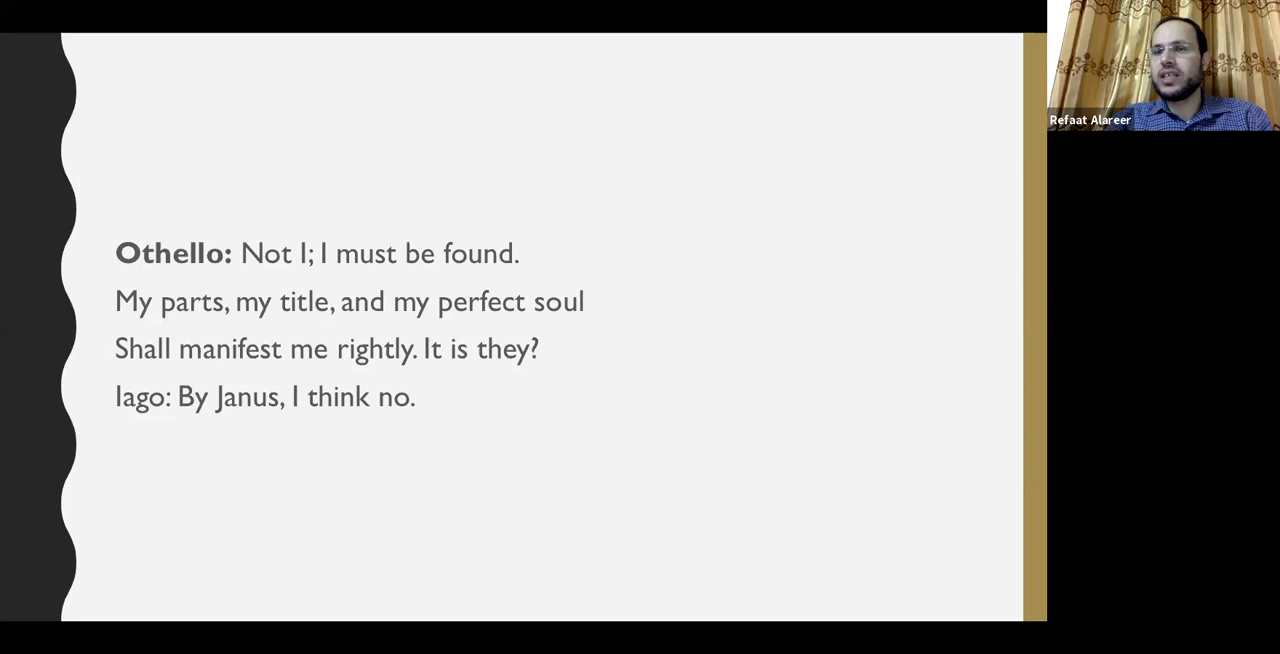 Othello: Not I; I must be found.
My parts, my title, and my perfect soul
Shall manifest me rightly. It is they?
Iago: By Janus, I think no.
Refaat Alareer